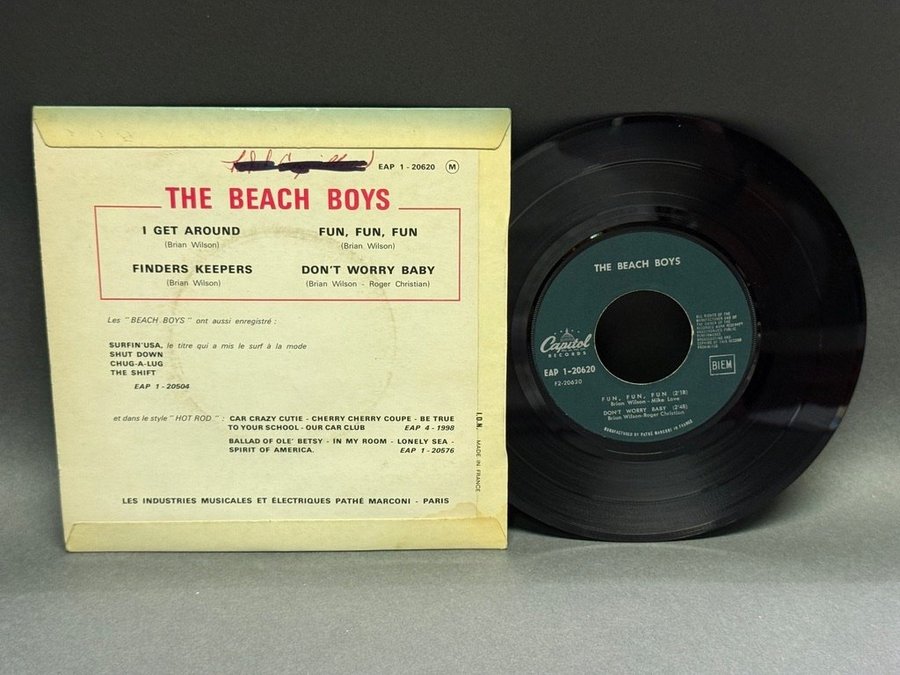 EAP 1 - 20620 M
THE BEACH BOYS
I GET AROUND
(Brian Wilson)
FUN, FUN, FUN
(Brian Wilson)
FINDERS KEEPERS
(Brian Wilson)
DON'T WORRY BABY
(Brian Wilson - Roger Christian)
Les "BEACH BOYS" ont aussi enregistré :
SURFIN'USA, le titre qui a mis le surf à la mode
SHUT DOWN
CHUG-A-LUG
THE SHIFT
EAP 1 - 20504
et dans le style "HOT ROD" : CAR CRAZY CUTIE - CHERRY CHERRY COUPE - BE TRUE
TO YOUR SCHOOL - OUR CAR CLUB EAP 4 - 1998
BALLAD OF OLE' BETSY - IN MY ROOM - LONELY SEA -
SPIRIT OF AMERICA. EAP 1 - 20576
LES INDUSTRIES MUSICALES ET ÉLECTRIQUES PATHÉ MARCONI - PARIS
MADE IN FRANCE
THE BEACH BOYS
Capitol
RECORDS
EAP 1-20620
F2-20620
BIEM
FUN, FUN, FUN (2'18)
Brian Wilson - Mike Love
DON'T WORRY BABY (2'45)
Brian Wilson-Roger Christian
MANUFACTURED BY PATHÉ MARCONI IN FRANCE